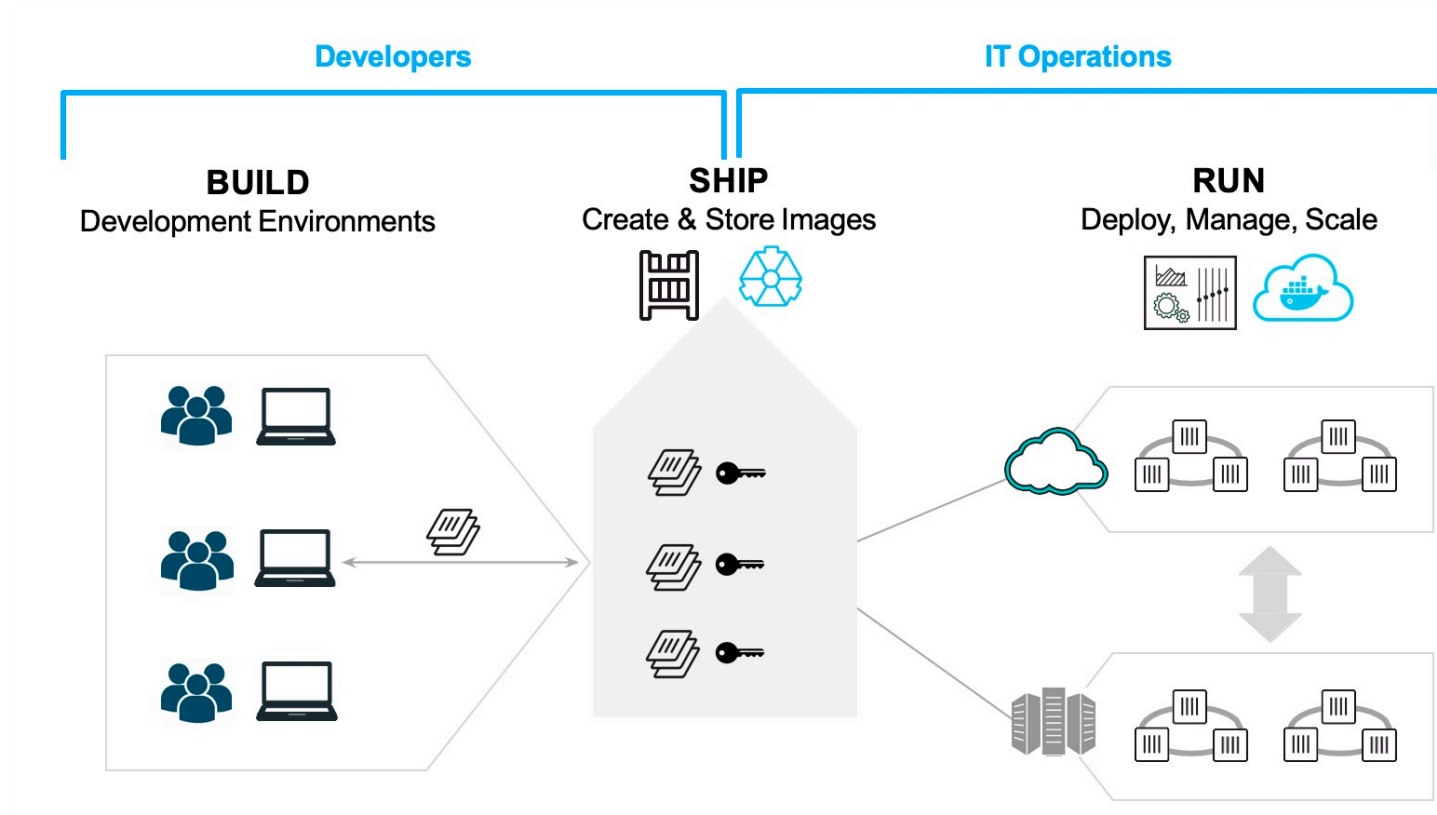 Developers
IT Operations
BUILD
Development Environments
SHIP
Create & Store Images
RUN
Deploy, Manage, Scale